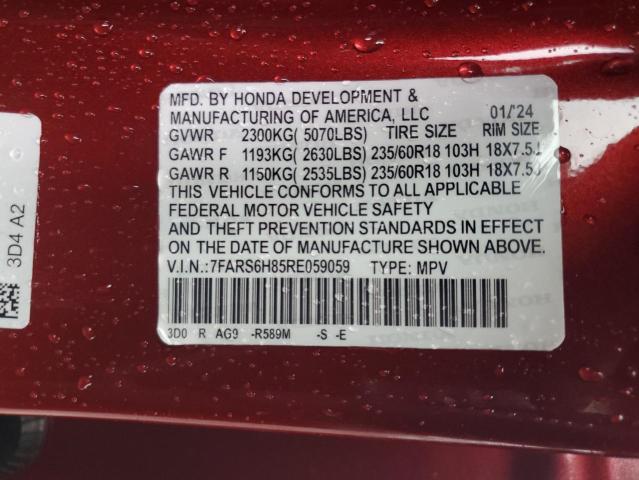 MFD. BY HONDA DEVELOPMENT &
MANUFACTURING OF AMERICA, LLC 01/'24
GVWR 2300KG( 5070LBS) TIRE SIZE RIM SIZE
GAWR F 1193KG( 2630LBS) 235/60R18 103H 18X7.5J
GAWR R 1150KG( 2535LBS) 235/60R18 103H 18X7.5J
THIS VEHICLE CONFORMS TO ALL APPLICABLE
FEDERAL MOTOR VEHICLE SAFETY
AND THEFT PREVENTION STANDARDS IN EFFECT
ON THE DATE OF MANUFACTURE SHOWN ABOVE.
V.I.N.:7FARS6H85RE059059 TYPE: MPV
3D0 R AG9 -R589M -S -E
3D4 A2